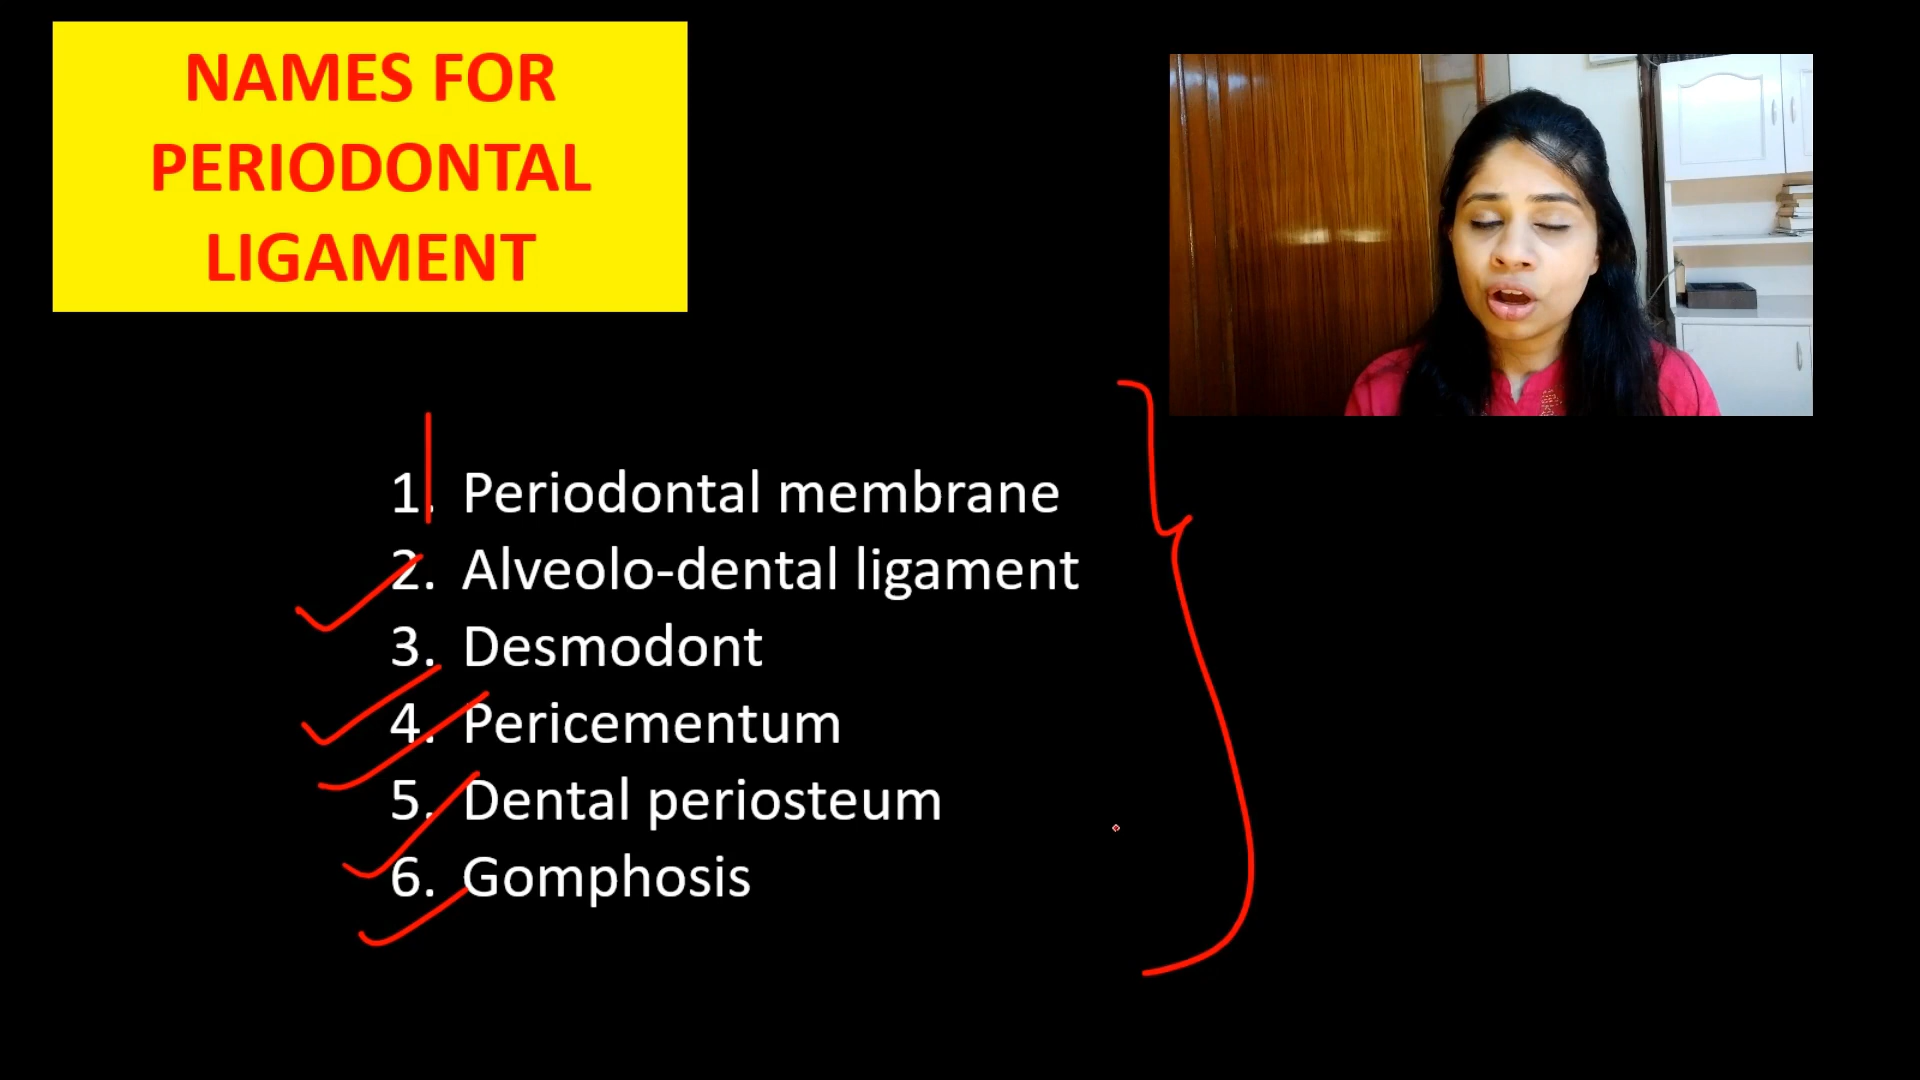 NAMES FOR
PERIODONTAL
LIGAMENT
1. Periodontal membrane
2. Alveolo-dental ligament
3. Desmodont
4. Pericementum
5. Dental periosteum
6. Gomphosis